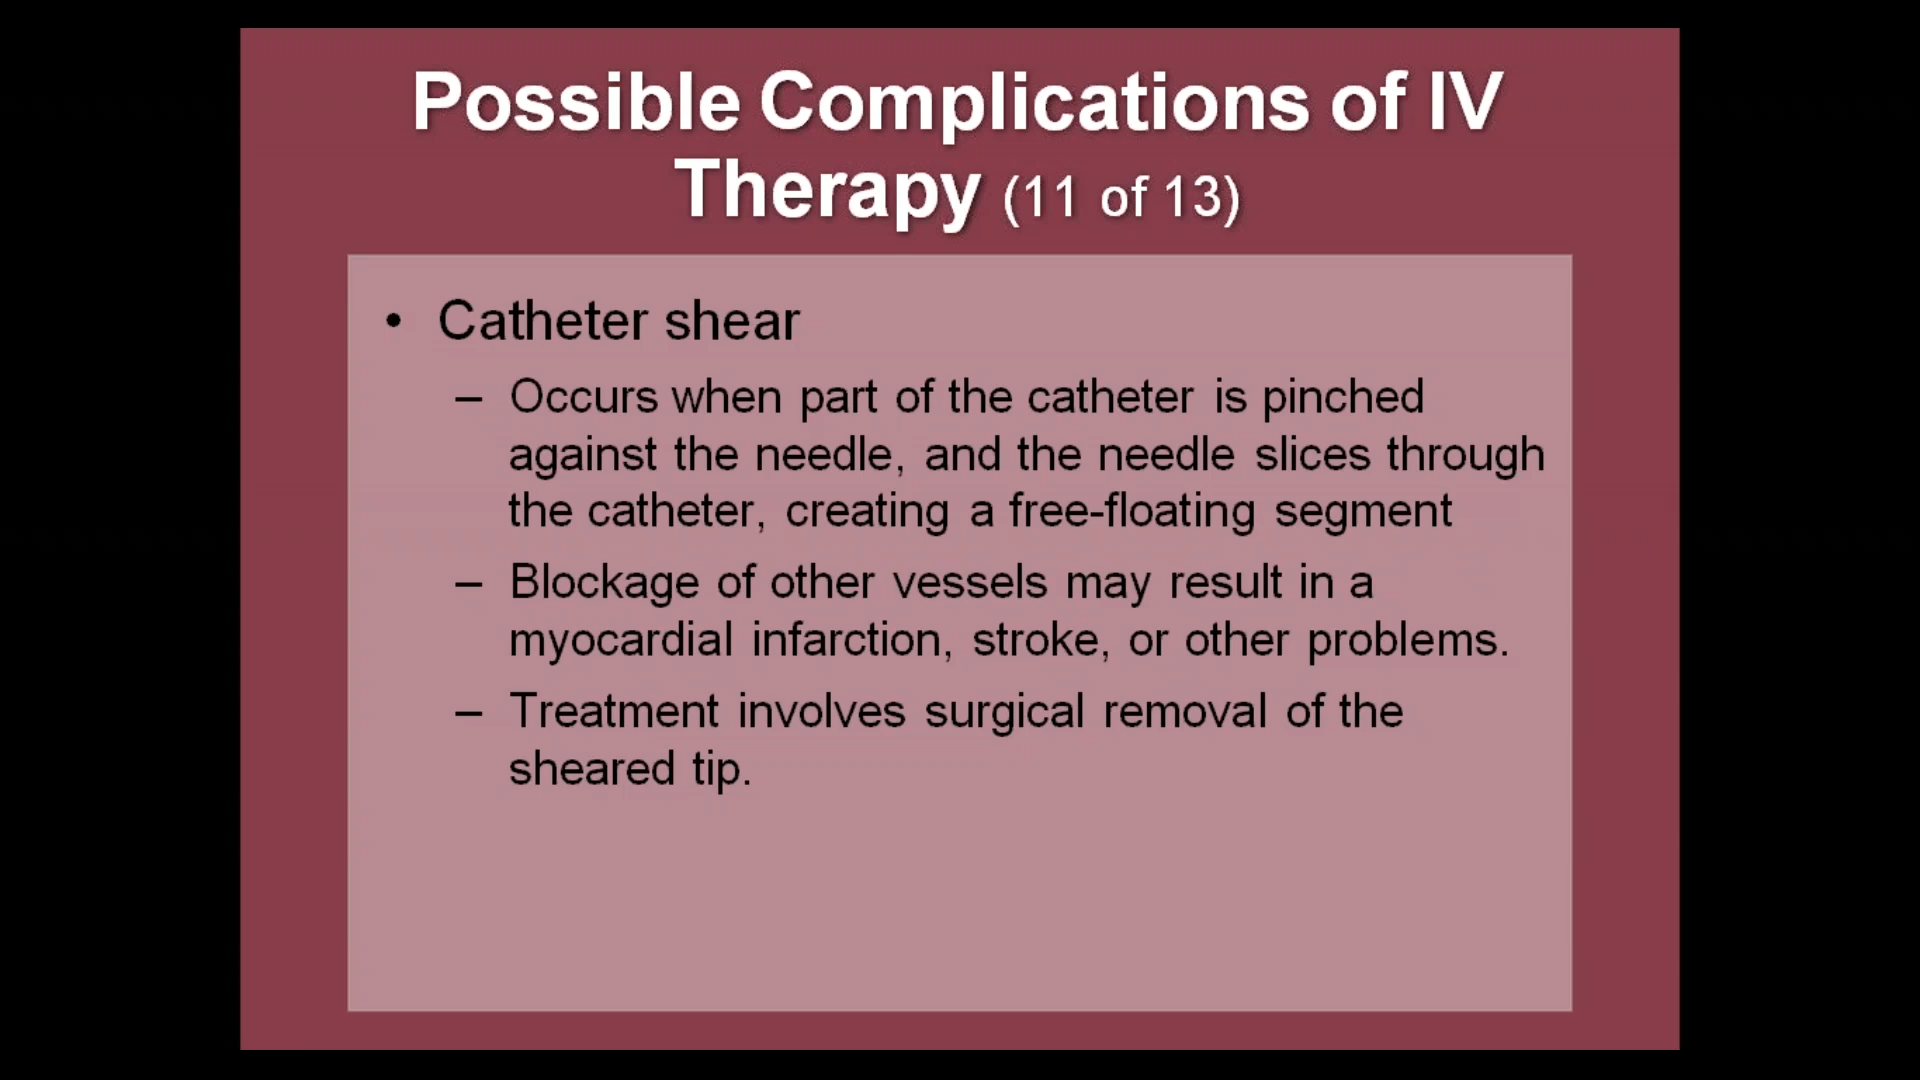 Possible Complications of IV
Therapy (11 of 13)
• Catheter shear
– Occurs when part of the catheter is pinched
against the needle, and the needle slices through
the catheter, creating a free-floating segment
– Blockage of other vessels may result in a
myocardial infarction, stroke, or other problems.
– Treatment involves surgical removal of the
sheared tip.